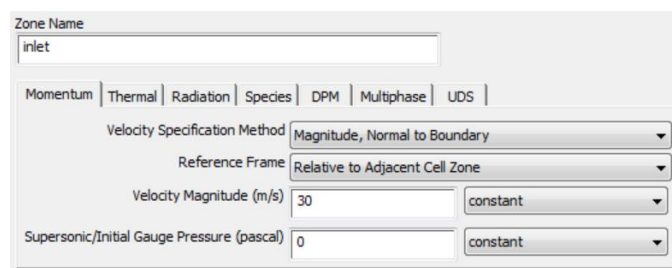 Zone Name
inlet
Momentum Thermal Radiation Species DPM Multiphase UDS
Velocity Specification Method Magnitude, Normal to Boundary
Reference Frame Relative to Adjacent Cell Zone
Velocity Magnitude (m/s) 30 constant
Supersonic/Initial Gauge Pressure (pascal) 0 constant